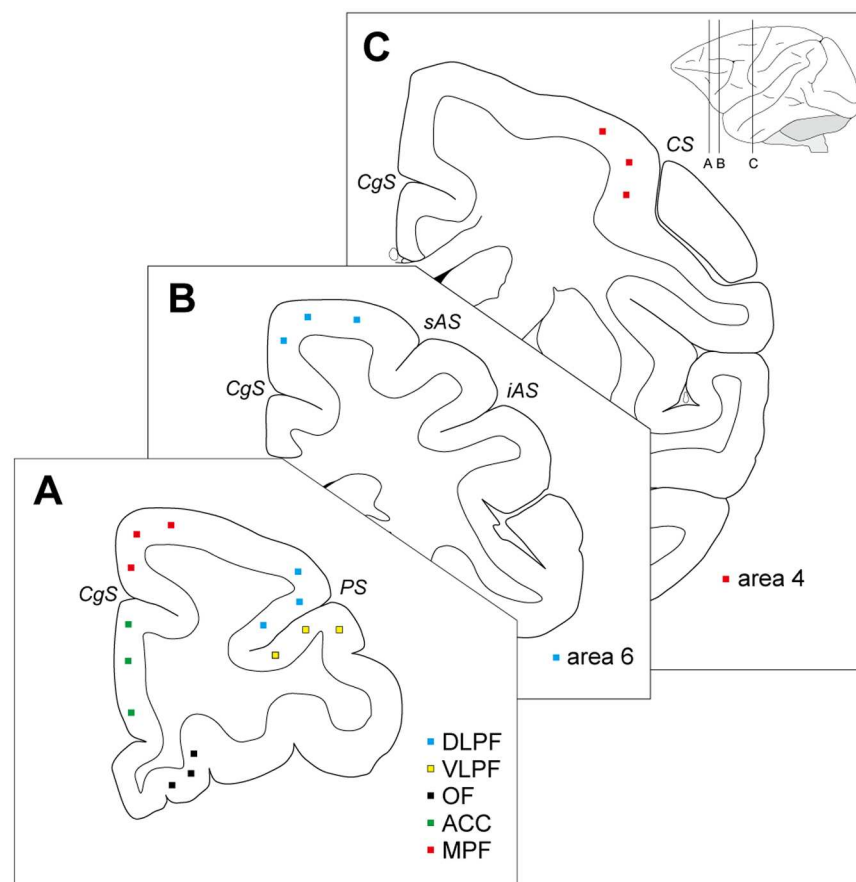 C
CS
CgS
A B C
area 4
B
sAS
CgS
iAS
area 6
A
CgS
PS
DLPF
VLPF
OF
ACC
MPF